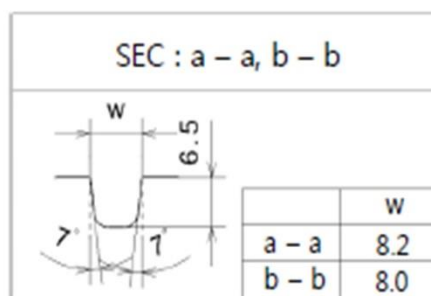 SEC : a – a, b – b
w
6.5
7° 7°
w
a – a 8.2
b – b 8.0